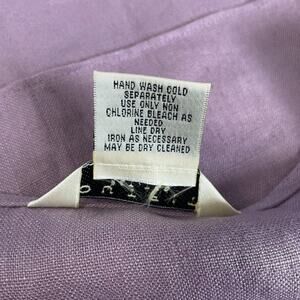 HAND WASH COLD
SEPARATELY
USE ONLY NON
CHLORINE BLEACH AS
NEEDED
LINE DRY
IRON AS NECESSARY
MAY BE DRY CLEANED